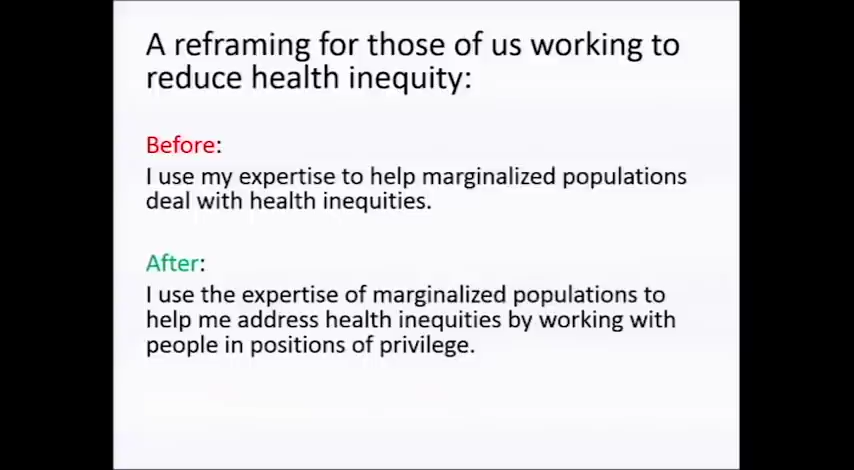 A reframing for those of us working to
reduce health inequity:
Before:
I use my expertise to help marginalized populations
deal with health inequities.
After:
I use the expertise of marginalized populations to
help me address health inequities by working with
people in positions of privilege.